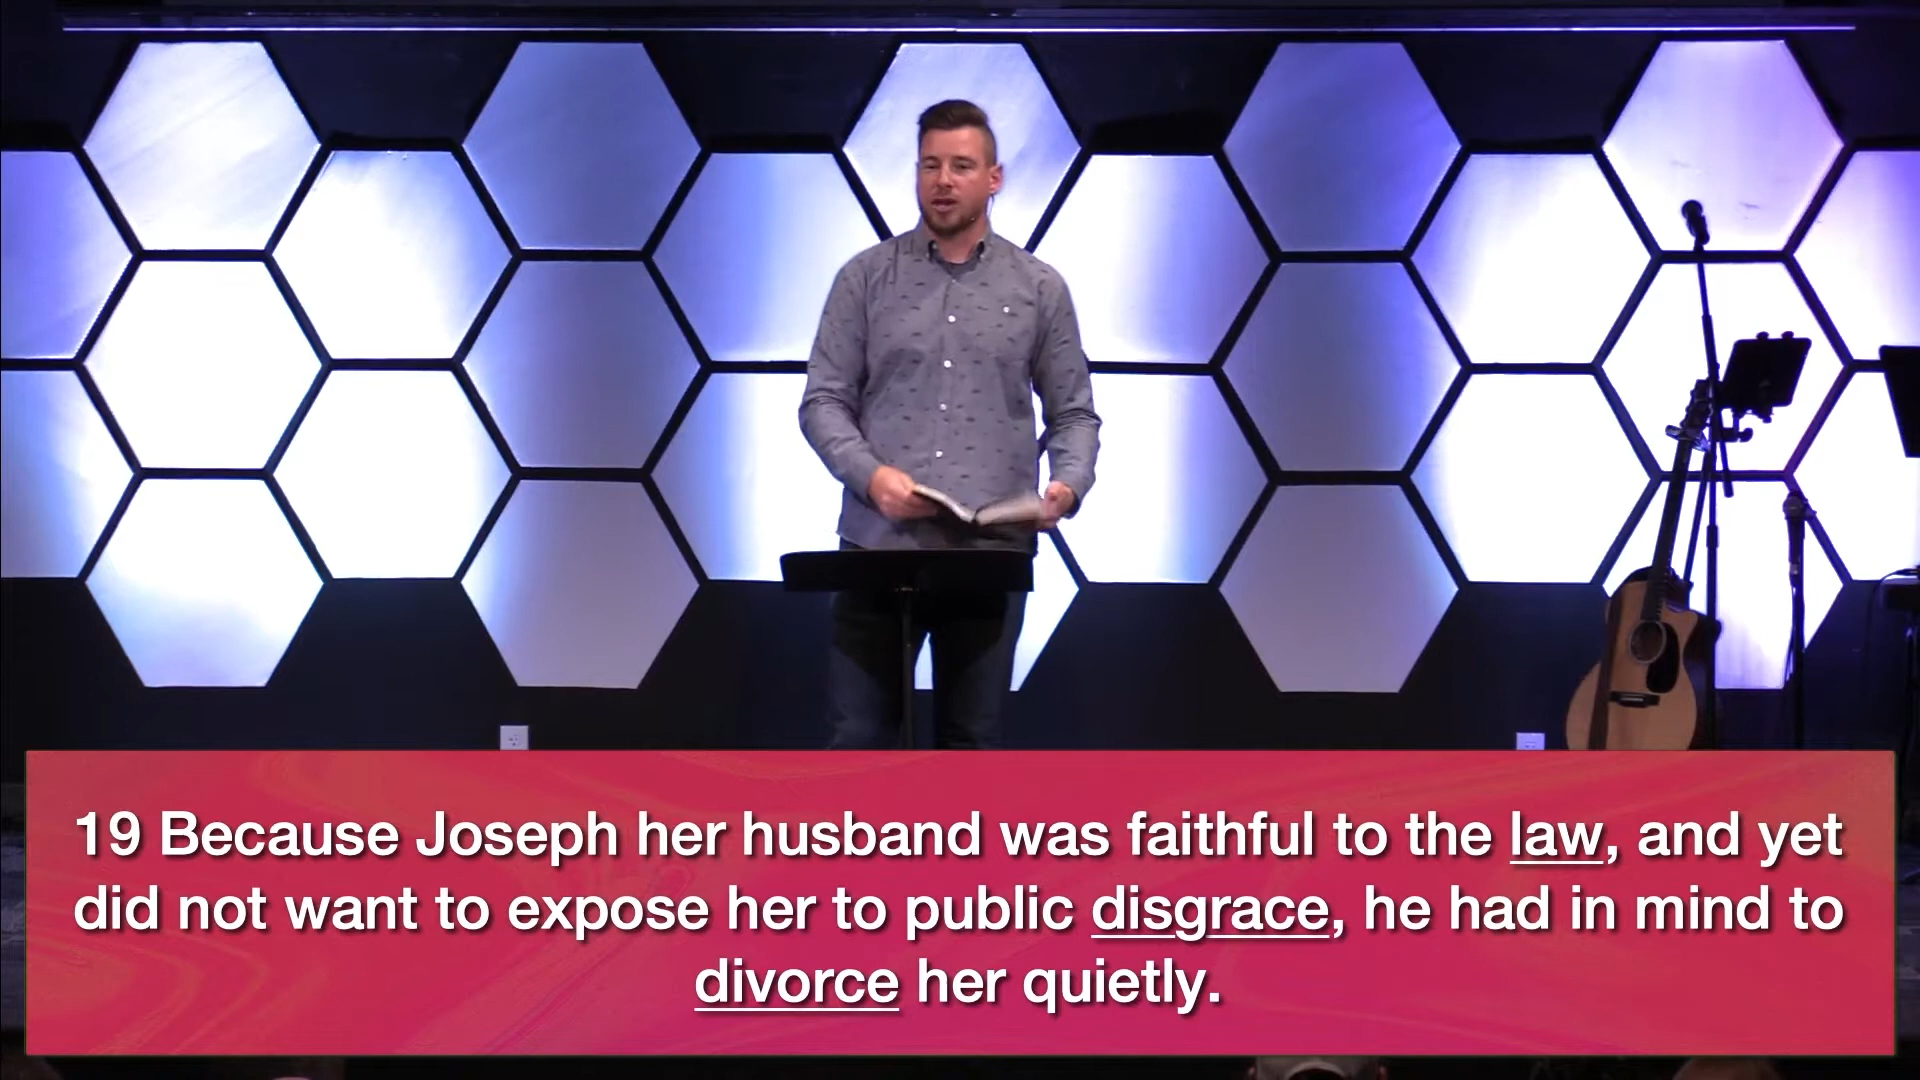 19 Because Joseph her husband was faithful to the law, and yet
did not want to expose her to public disgrace, he had in mind to
divorce her quietly.